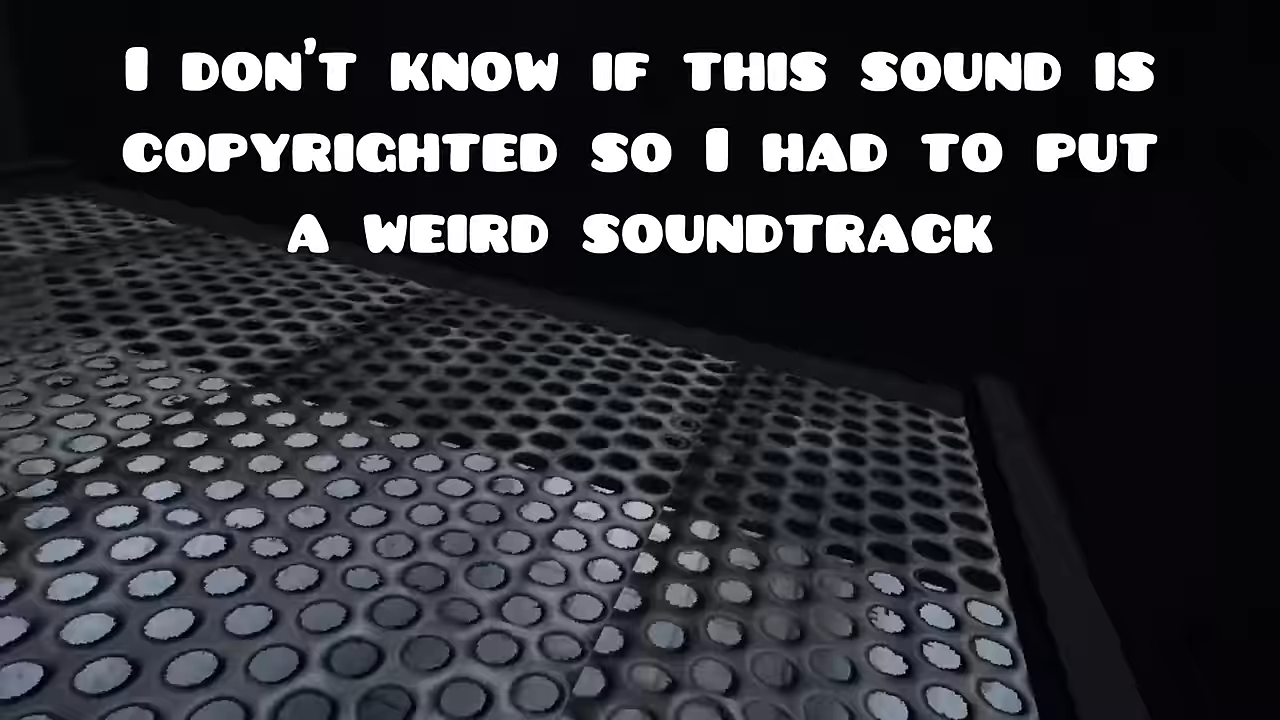 I DON'T KNOW IF THIS SOUND IS
COPYRIGHTED SO I HAD TO PUT
A WEIRD SOUNDTRACK